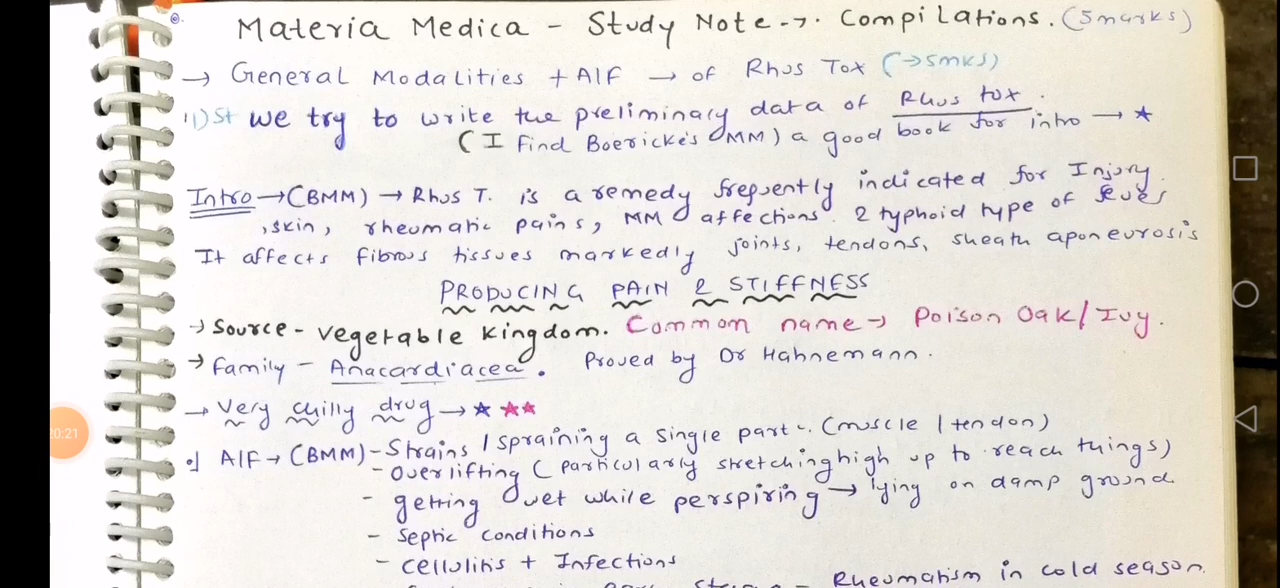 Materia Medica - Study Note -→. Compilations. (5marks)
→ General Modalities + AIF → of Rhus Tox (→5mks)
1) St we try to write the preliminary data of Rhus tox.
(I find Boericke's MM) a good book for intro → ★
Intro → (BMM) → Rhus T. is a remedy frequently indicated for Injury
, skin, rheumatic pains, MM affections & typhoid type of fever
It affects fibrous tissues markedly joints, tendons, sheath aponeurosis
PRODUCING PAIN & STIFFNESS
→ Source - vegetable kingdom. Common name → Poison Oak/Ivy.
→ family - Anacardiacea. Proved by Dr Hahnemann.
→ Very chilly drug → ★ ★★
•] AIF → (BMM) - Strains / spraining a single part. (muscle / tendon)
- overlifting (particularly stretching high up to reach things)
- getting wet while perspiring → lying on damp ground
- Septic conditions
- cellulitis + Infections
Rheumatism in cold season.
20:21